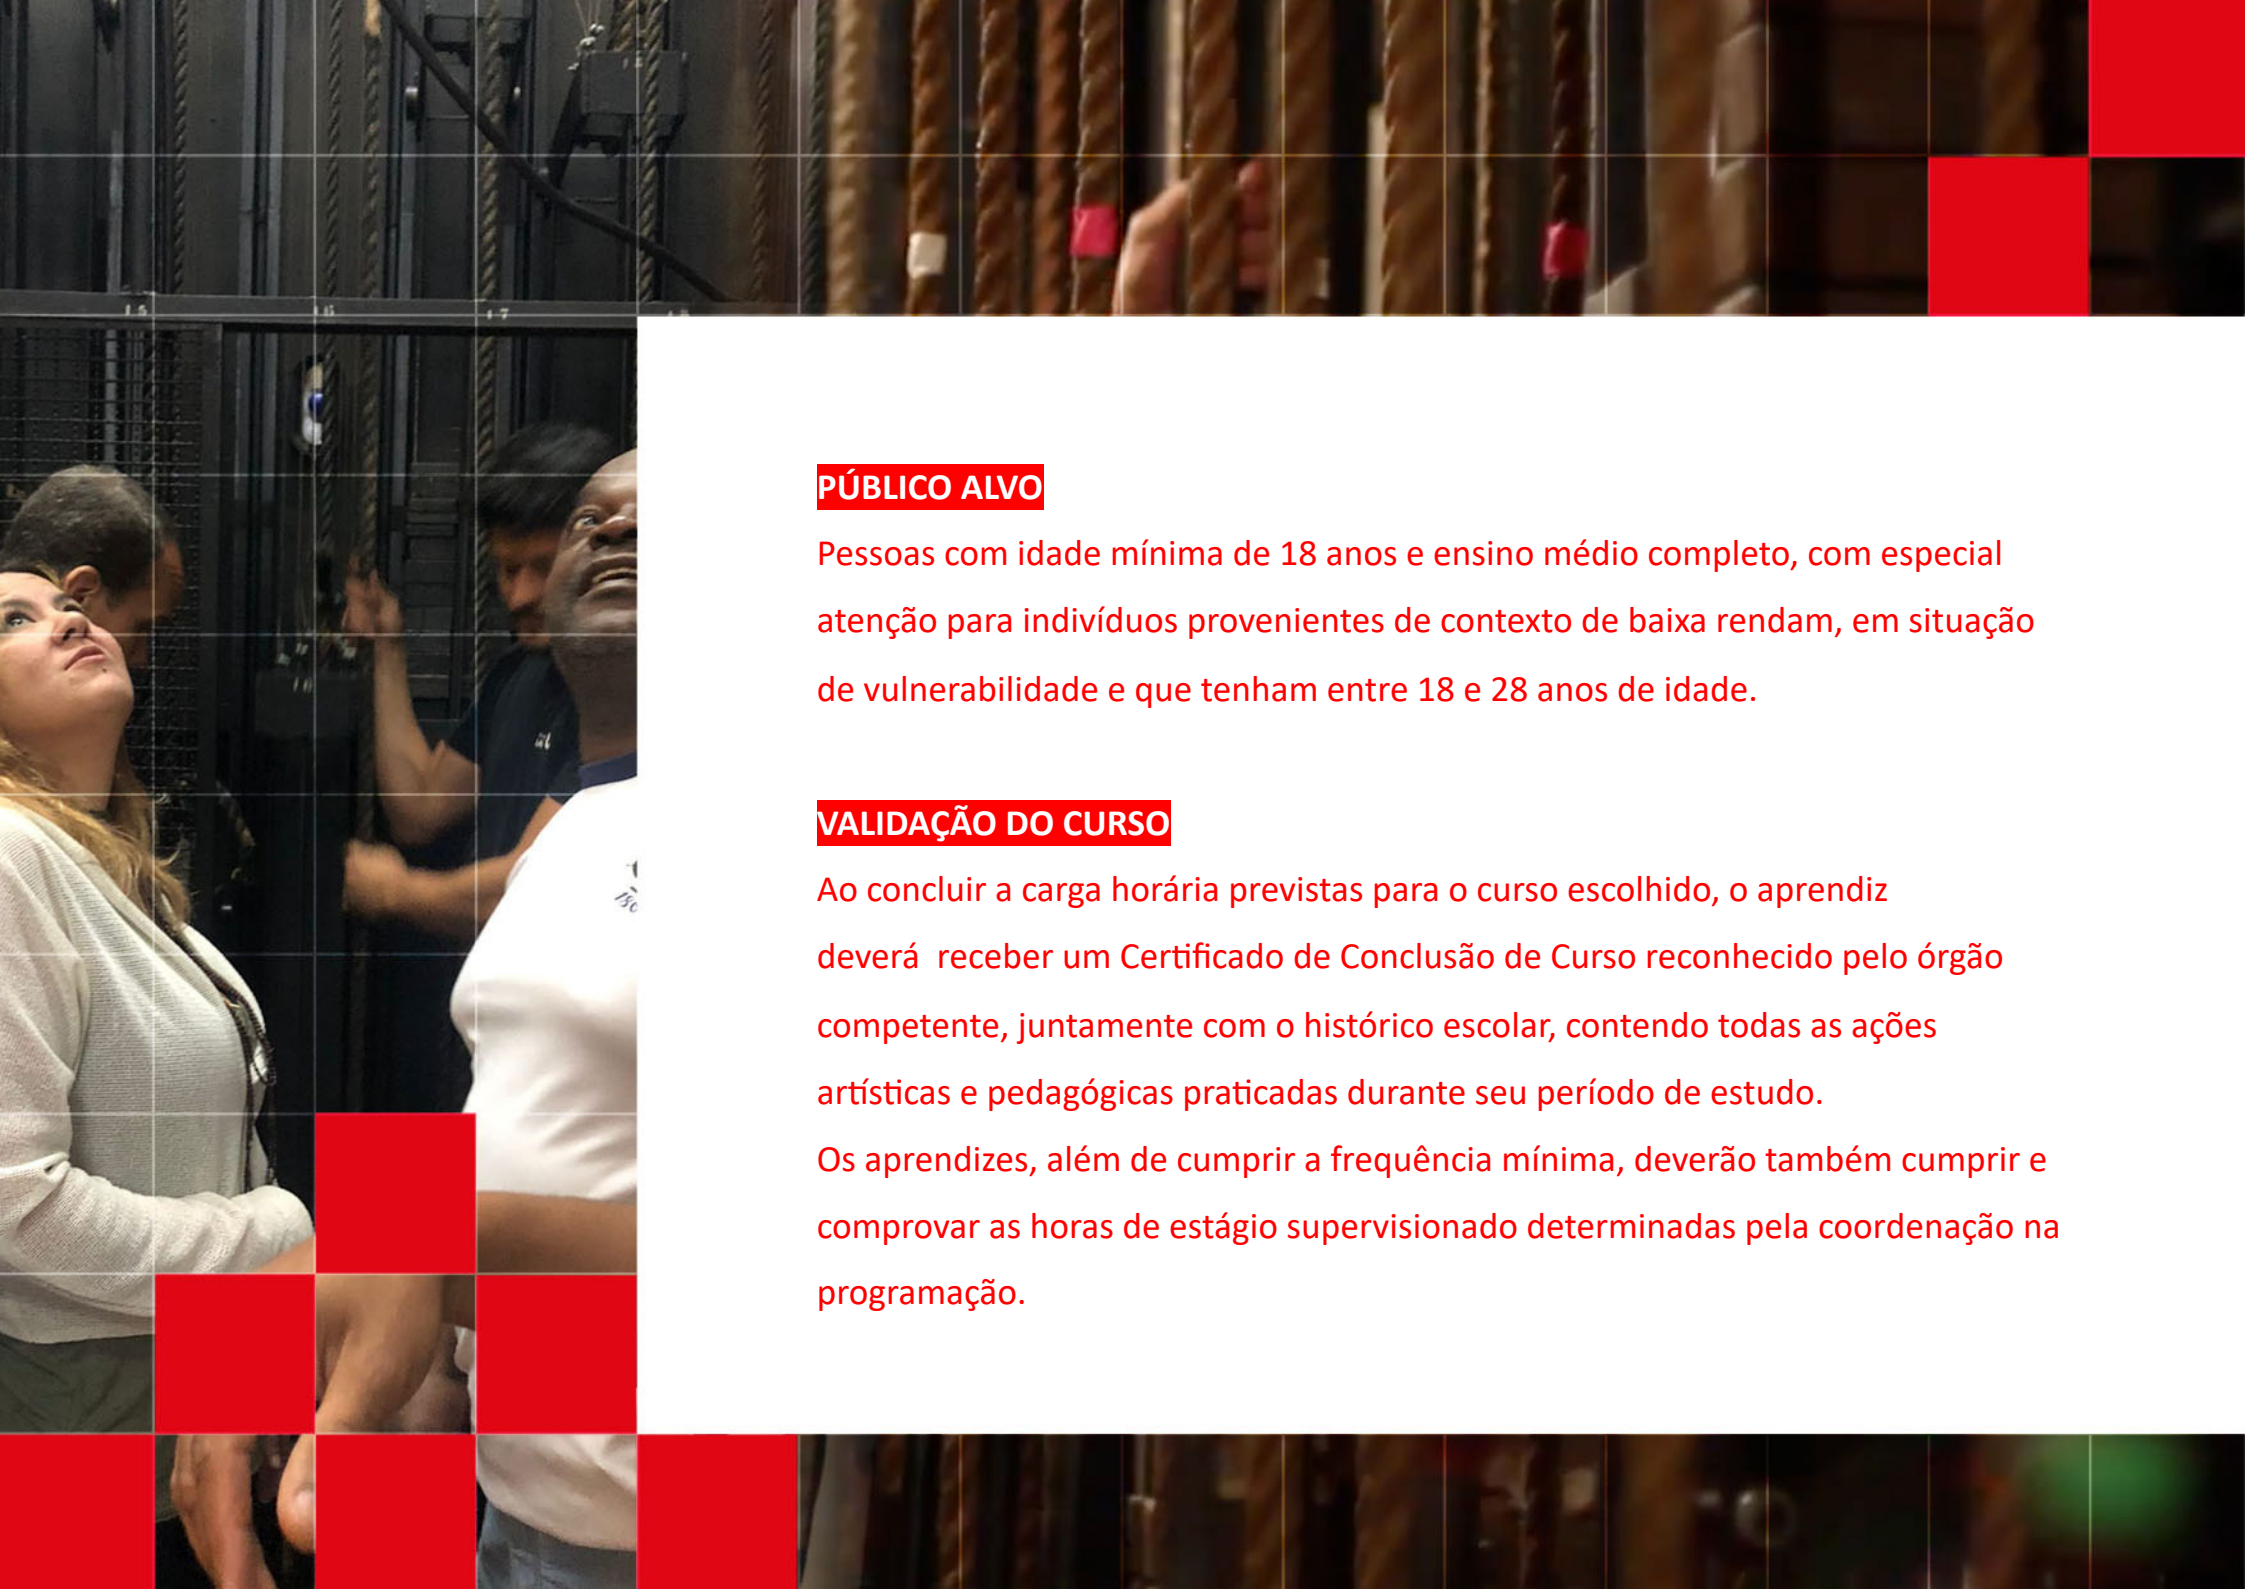 15 16 17 18
PÚBLICO ALVO
Pessoas com idade mínima de 18 anos e ensino médio completo, com especial
atenção para indivíduos provenientes de contexto de baixa rendam, em situação
de vulnerabilidade e que tenham entre 18 e 28 anos de idade.
VALIDAÇÃO DO CURSO
Ao concluir a carga horária previstas para o curso escolhido, o aprendiz
deverá  receber um Certificado de Conclusão de Curso reconhecido pelo órgão
competente, juntamente com o histórico escolar, contendo todas as ações
artísticas e pedagógicas praticadas durante seu período de estudo.
Os aprendizes, além de cumprir a frequência mínima, deverão também cumprir e
comprovar as horas de estágio supervisionado determinadas pela coordenação na
programação.